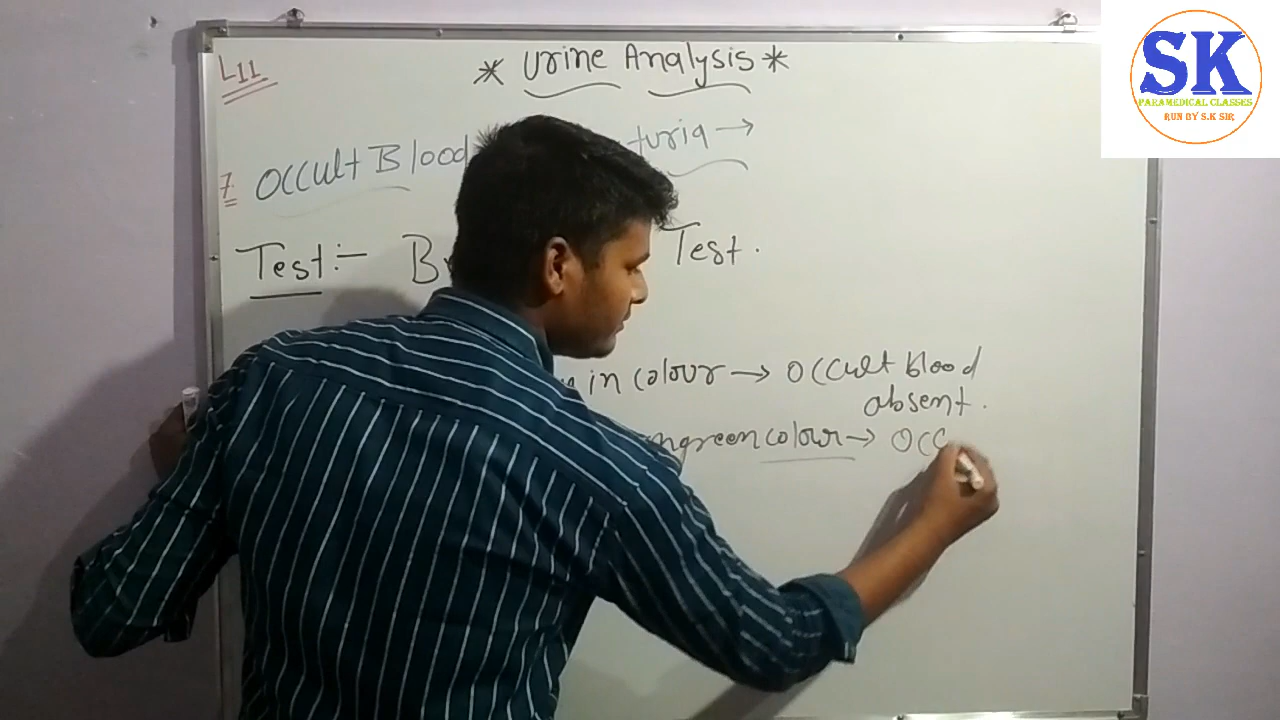 L11
* Urine Analysis *
7 Occult Blood turia →
Test:- Test.
in colour → Occult Blood
absent.
green colour → Occ
SK
PARAMEDICAL CLASSES
RUN BY S.K SIR